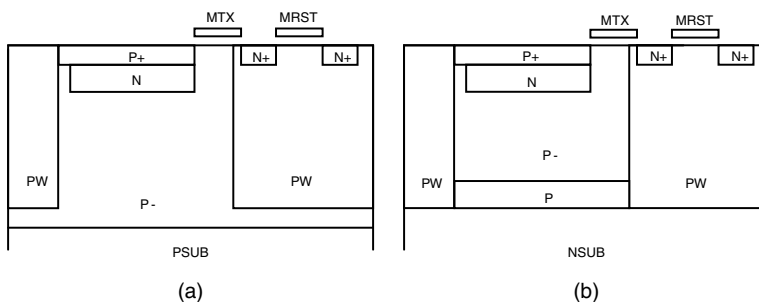 MTX MRST
P+ N+ N+
N
PW PW
P-
PSUB
(a)
MTX MRST
P+ N+ N+
N
P-
PW PW
P
NSUB
(b)